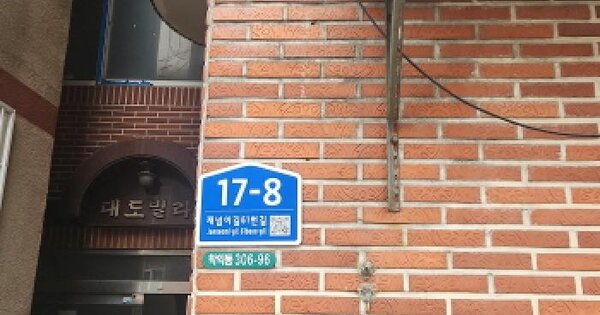 대도빌라
17-8
재넘이길61번길
Jaeneomi-gil 61beon-gil
학익동 306-96